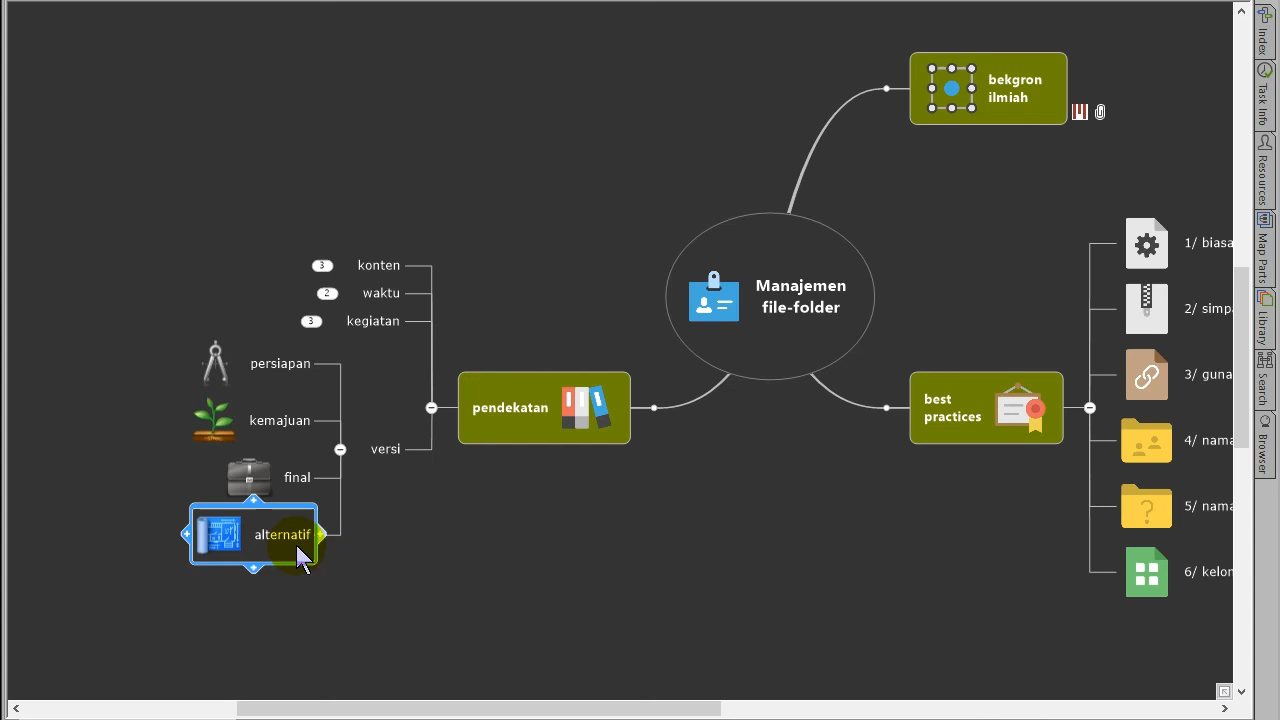 bekgron
ilmiah
Manajemen
file-folder
3 konten
2 waktu
3 kegiatan
persiapan
kemajuan
versi
final
alternatif
pendekatan
best
practices
1/ biasa
2/ simp
3/ guna
4/ nama
5/ nama
6/ kelon
Index
Task Info
Resources
Map Parts
Library
Search
Browser